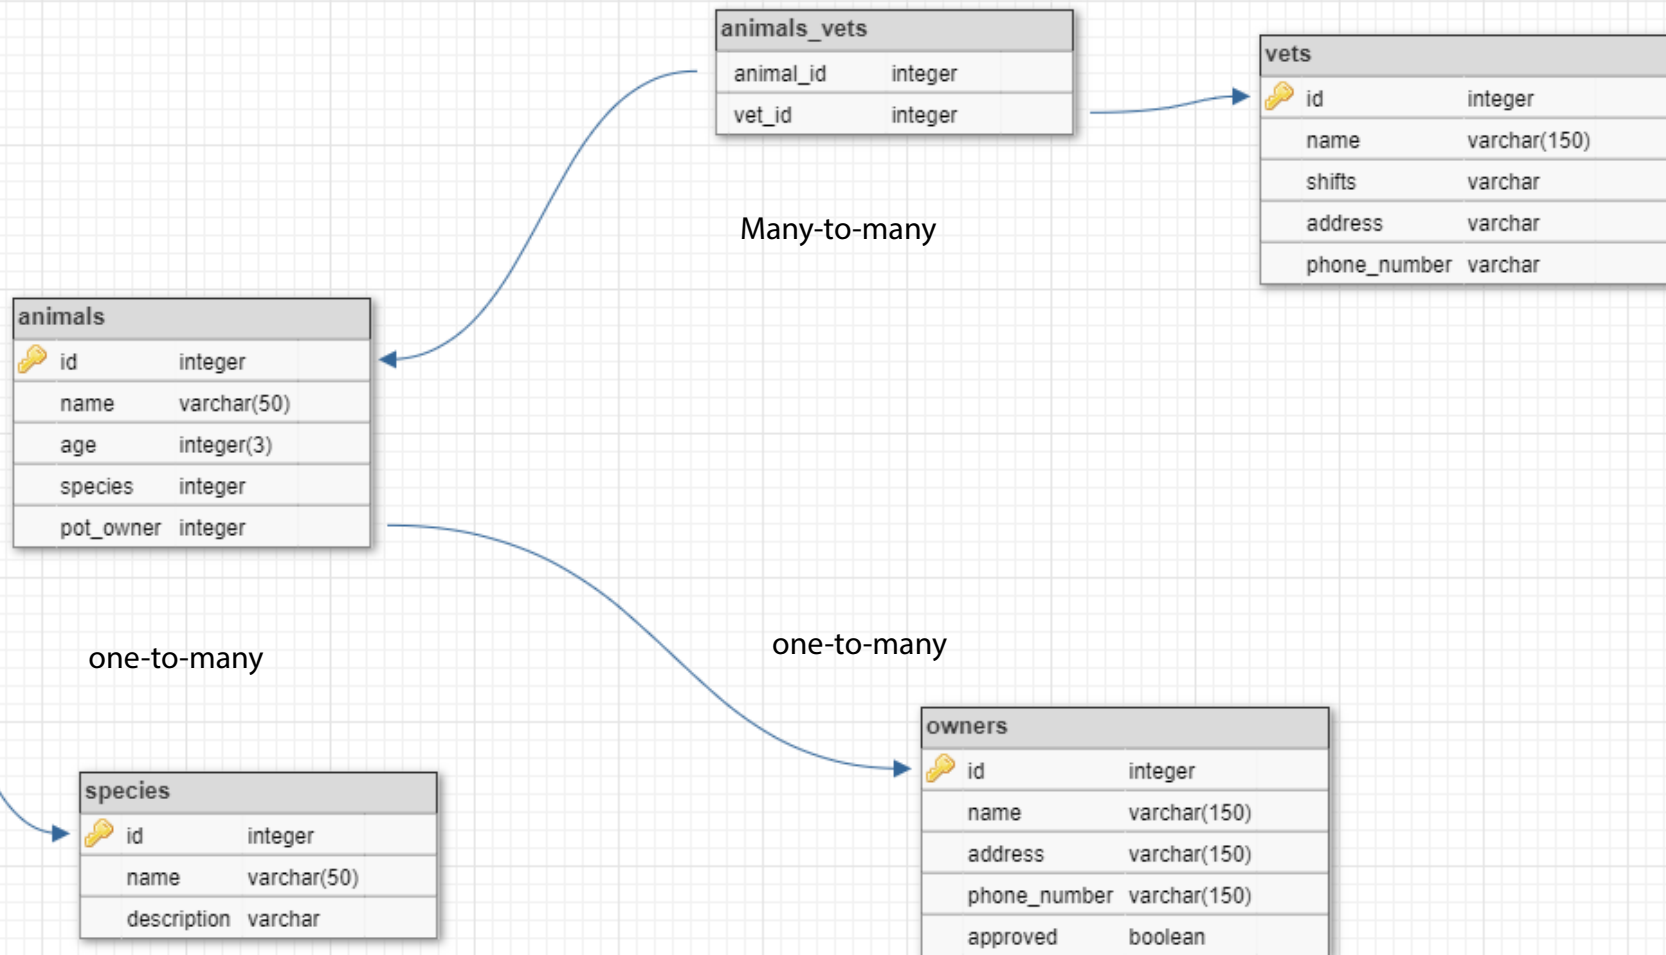 animals_vets
animal_id integer
vet_id integer
vets
id integer
name varchar(150)
shifts varchar
address varchar
phone_number varchar
Many-to-many
animals
id integer
name varchar(50)
age integer(3)
species integer
pot_owner integer
one-to-many
one-to-many
species
id integer
name varchar(50)
description varchar
owners
id integer
name varchar(150)
address varchar(150)
phone_number varchar(150)
approved boolean